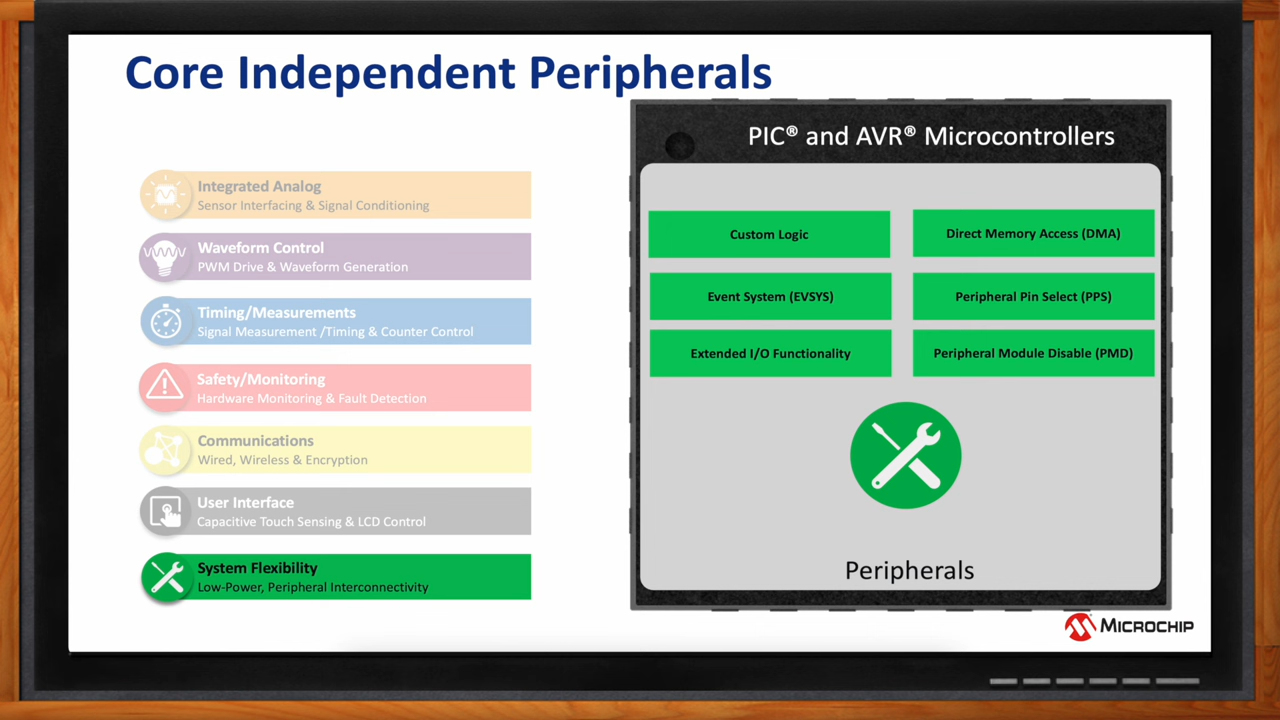 Core Independent Peripherals
Integrated Analog
Sensor Interfacing & Signal Conditioning
Waveform Control
PWM Drive & Waveform Generation
Timing/Measurements
Signal Measurement /Timing & Counter Control
Safety/Monitoring
Hardware Monitoring & Fault Detection
Communications
Wired, Wireless & Encryption
User Interface
Capacitive Touch Sensing & LCD Control
System Flexibility
Low-Power, Peripheral Interconnectivity
PIC® and AVR® Microcontrollers
Custom Logic
Direct Memory Access (DMA)
Event System (EVSYS)
Peripheral Pin Select (PPS)
Extended I/O Functionality
Peripheral Module Disable (PMD)
Peripherals
MICROCHIP